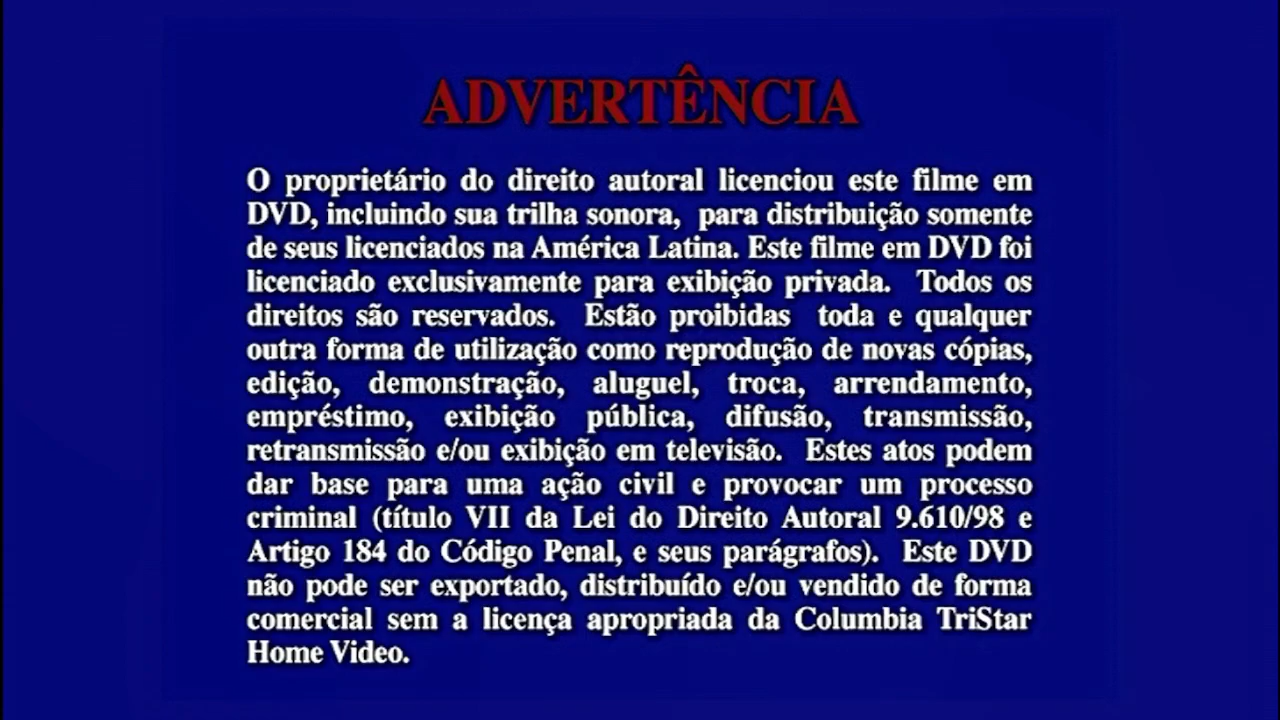 ADVERTÊNCIA
O proprietário do direito autoral licenciou este filme em
DVD, incluindo sua trilha sonora, para distribuição somente
de seus licenciados na América Latina. Este filme em DVD foi
licenciado exclusivamente para exibição privada. Todos os
direitos são reservados. Estão proibidas toda e qualquer
outra forma de utilização como reprodução de novas cópias,
edição, demonstração, aluguel, troca, arrendamento,
empréstimo, exibição pública, difusão, transmissão,
retransmissão e/ou exibição em televisão. Estes atos podem
dar base para uma ação civil e provocar um processo
criminal (título VII da Lei do Direito Autoral 9.610/98 e
Artigo 184 do Código Penal, e seus parágrafos). Este DVD
não pode ser exportado, distribuído e/ou vendido de forma
comercial sem a licença apropriada da Columbia TriStar
Home Video.